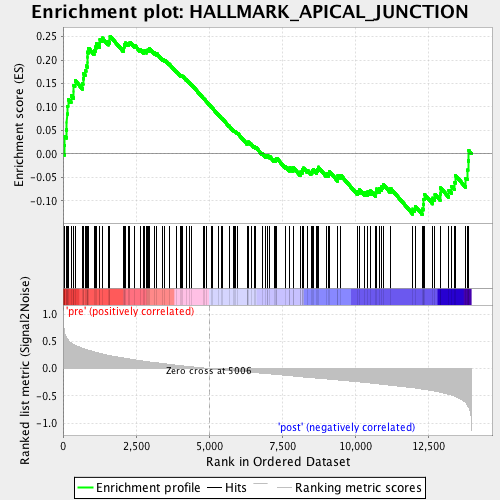 Enrichment plot: HALLMARK_APICAL_JUNCTION
Enrichment score (ES)
0.25
0.20
0.15
0.10
0.05
0.00
-0.05
-0.10
'pre' (positively correlated)
Ranked list metric (Signal2Noise)
1.0
0.5
0.0
-0.5
-1.0
Zero cross at 5006
'post' (negatively correlated)
0
2,500
5,000
7,500
10,000
12,500
Rank in Ordered Dataset
Enrichment profile
Hits
Ranking metric scores